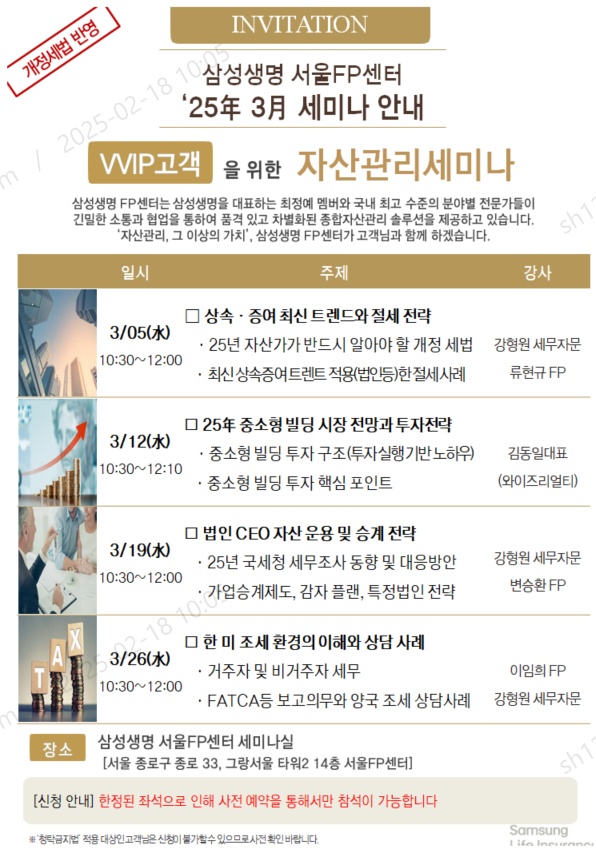 개정세법 반영
INVITATION
삼성생명 서울FP센터
‘25年 3月 세미나 안내
VVIP고객 을 위한 자산관리세미나
삼성생명 FP센터는 삼성생명을 대표하는 최정예 멤버와 국내 최고 수준의 분야별 전문가들이
긴밀한 소통과 협업을 통하여 품격 있고 차별화된 종합자산관리 솔루션을 제공하고 있습니다.
‘자산관리, 그 이상의 가치’, 삼성생명 FP센터가 고객님과 함께 하겠습니다.
일시 주제 강사
3/05(水)
10:30~12:00
□ 상속 · 증여 최신 트렌드와 절세 전략
· 25년 자산가가 반드시 알아야 할 개정 세법
· 최신 상속증여트렌트 적용(법인등)한 절세사례
강형원 세무자문
류현규 FP
3/12(水)
10:30~12:10
□ 25年 중소형 빌딩 시장 전망과 투자전략
· 중소형 빌딩 투자 구조(투자실행기반 노하우)
· 중소형 빌딩 투자 핵심 포인트
김동일대표
(와이즈리얼티)
3/19(水)
10:30~12:00
□ 법인 CEO 자산 운용 및 승계 전략
· 25년 국세청 세무조사 동향 및 대응방안
· 가업승계제도, 감자 플랜, 특정법인 전략
강형원 세무자문
변승환 FP
TAX
3/26(水)
10:30~12:00
□ 한 미 조세 환경의 이해와 상담 사례
· 거주자 및 비거주자 세무
· FATCA등 보고의무와 양국 조세 상담사례
이임희 FP
강형원 세무자문
장소
삼성생명 서울FP센터 세미나실
[서울 종로구 종로 33, 그랑서울 타워2 14층 서울FP센터]
[신청 안내] 한정된 좌석으로 인해 사전 예약을 통해서만 참석이 가능합니다
※ ‘청탁금지법’ 적용 대상인 고객님은 신청이 불가할 수 있으므로 사전 확인 바랍니다.
Samsung
Life Insurance
m / 2025-02-18 10:05
sh1
m / 2025-02-18 10:05
sh1